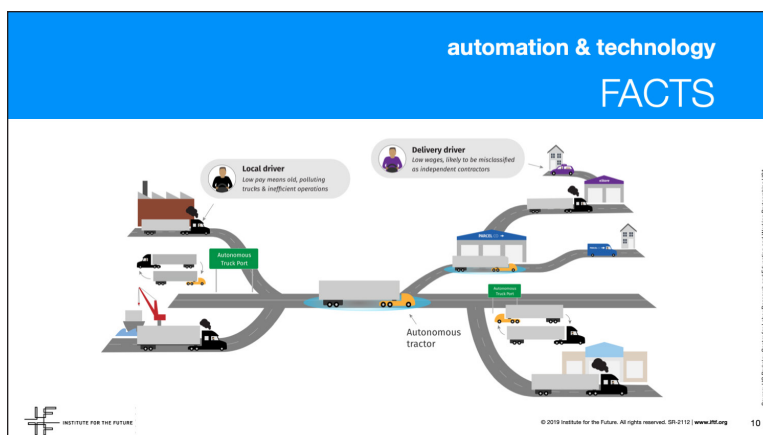 automation & technology
FACTS
Local driver
Low pay means old, polluting
trucks & inefficient operations
Delivery driver
Low wages, likely to be misclassified
as independent contractors
Autonomous
Truck Port
PARCEL
Autonomous
Truck Port
Autonomous
tractor
INSTITUTE FOR THE FUTURE
© 2019 Institute for the Future. All rights reserved. SR-2112 | www.iftf.org
10